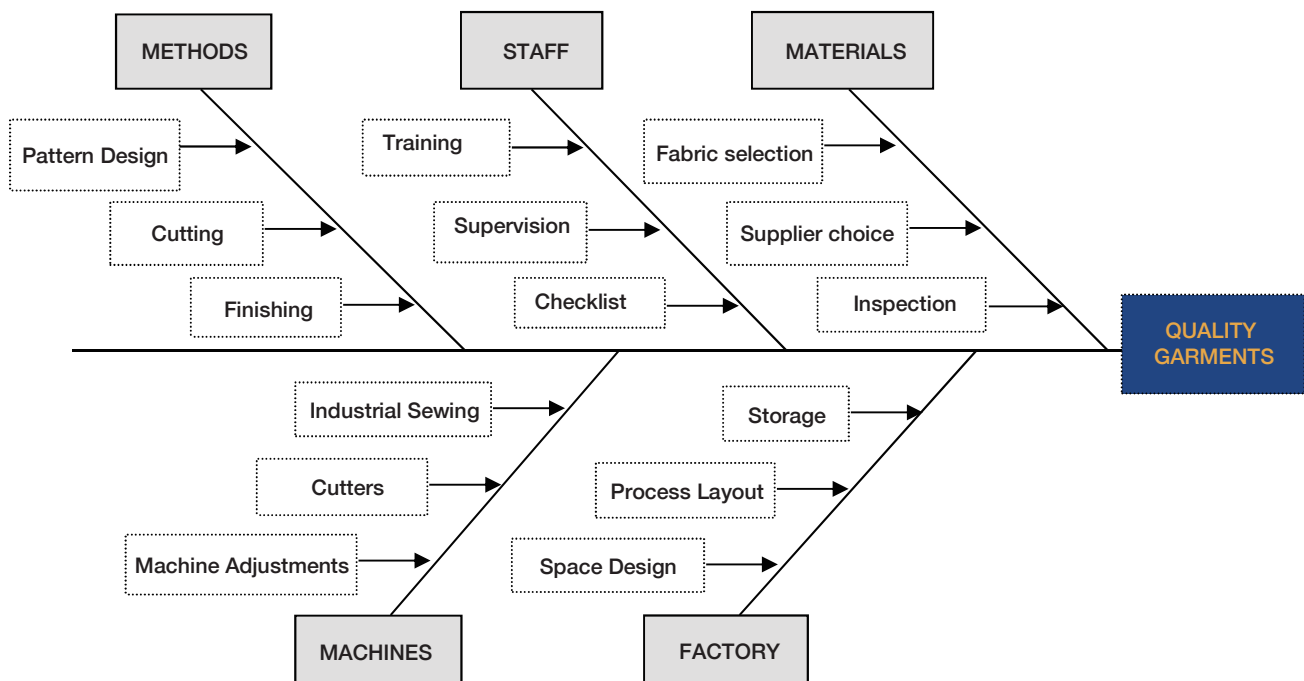 METHODS
STAFF
MATERIALS
Pattern Design
Training
Fabric selection
Cutting
Supervision
Supplier choice
Finishing
Checklist
Inspection
QUALITY
GARMENTS
Industrial Sewing
Storage
Cutters
Process Layout
Machine Adjustments
Space Design
MACHINES
FACTORY